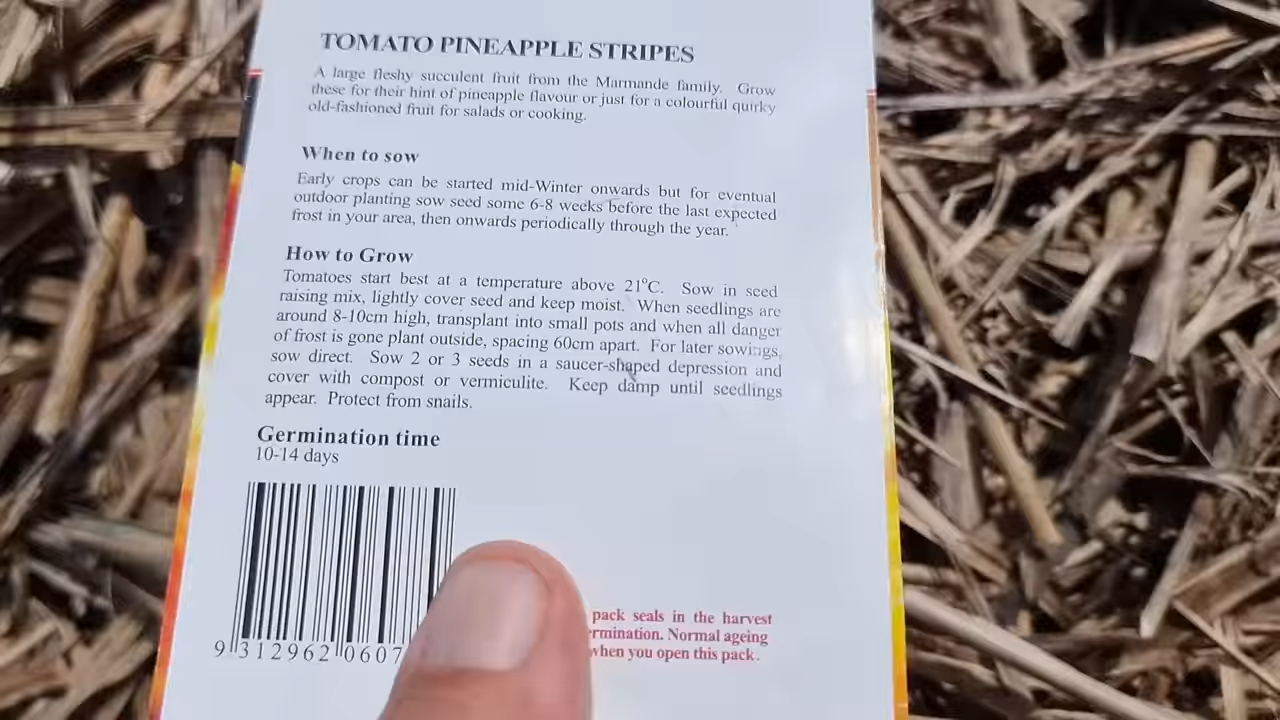 TOMATO PINEAPPLE STRIPES
A large fleshy succulent fruit from the Marmande family. Grow
these for their hint of pineapple flavour or just for a colourful quirky
old-fashioned fruit for salads or cooking.
When to sow
Early crops can be started mid-Winter onwards but for eventual
outdoor planting sow seed some 6-8 weeks before the last expected
frost in your area, then onwards periodically through the year.
How to Grow
Tomatoes start best at a temperature above 21°C. Sow in seed
raising mix, lightly cover seed and keep moist. When seedlings are
around 8-10cm high, transplant into small pots and when all danger
of frost is gone plant outside, spacing 60cm apart. For later sowings,
sow direct. Sow 2 or 3 seeds in a saucer-shaped depression and
cover with compost or vermiculite. Keep damp until seedlings
appear. Protect from snails.
Germination time
10-14 days
pack seals in the harvest
rmination. Normal ageing
when you open this pack.
9 312962 0607